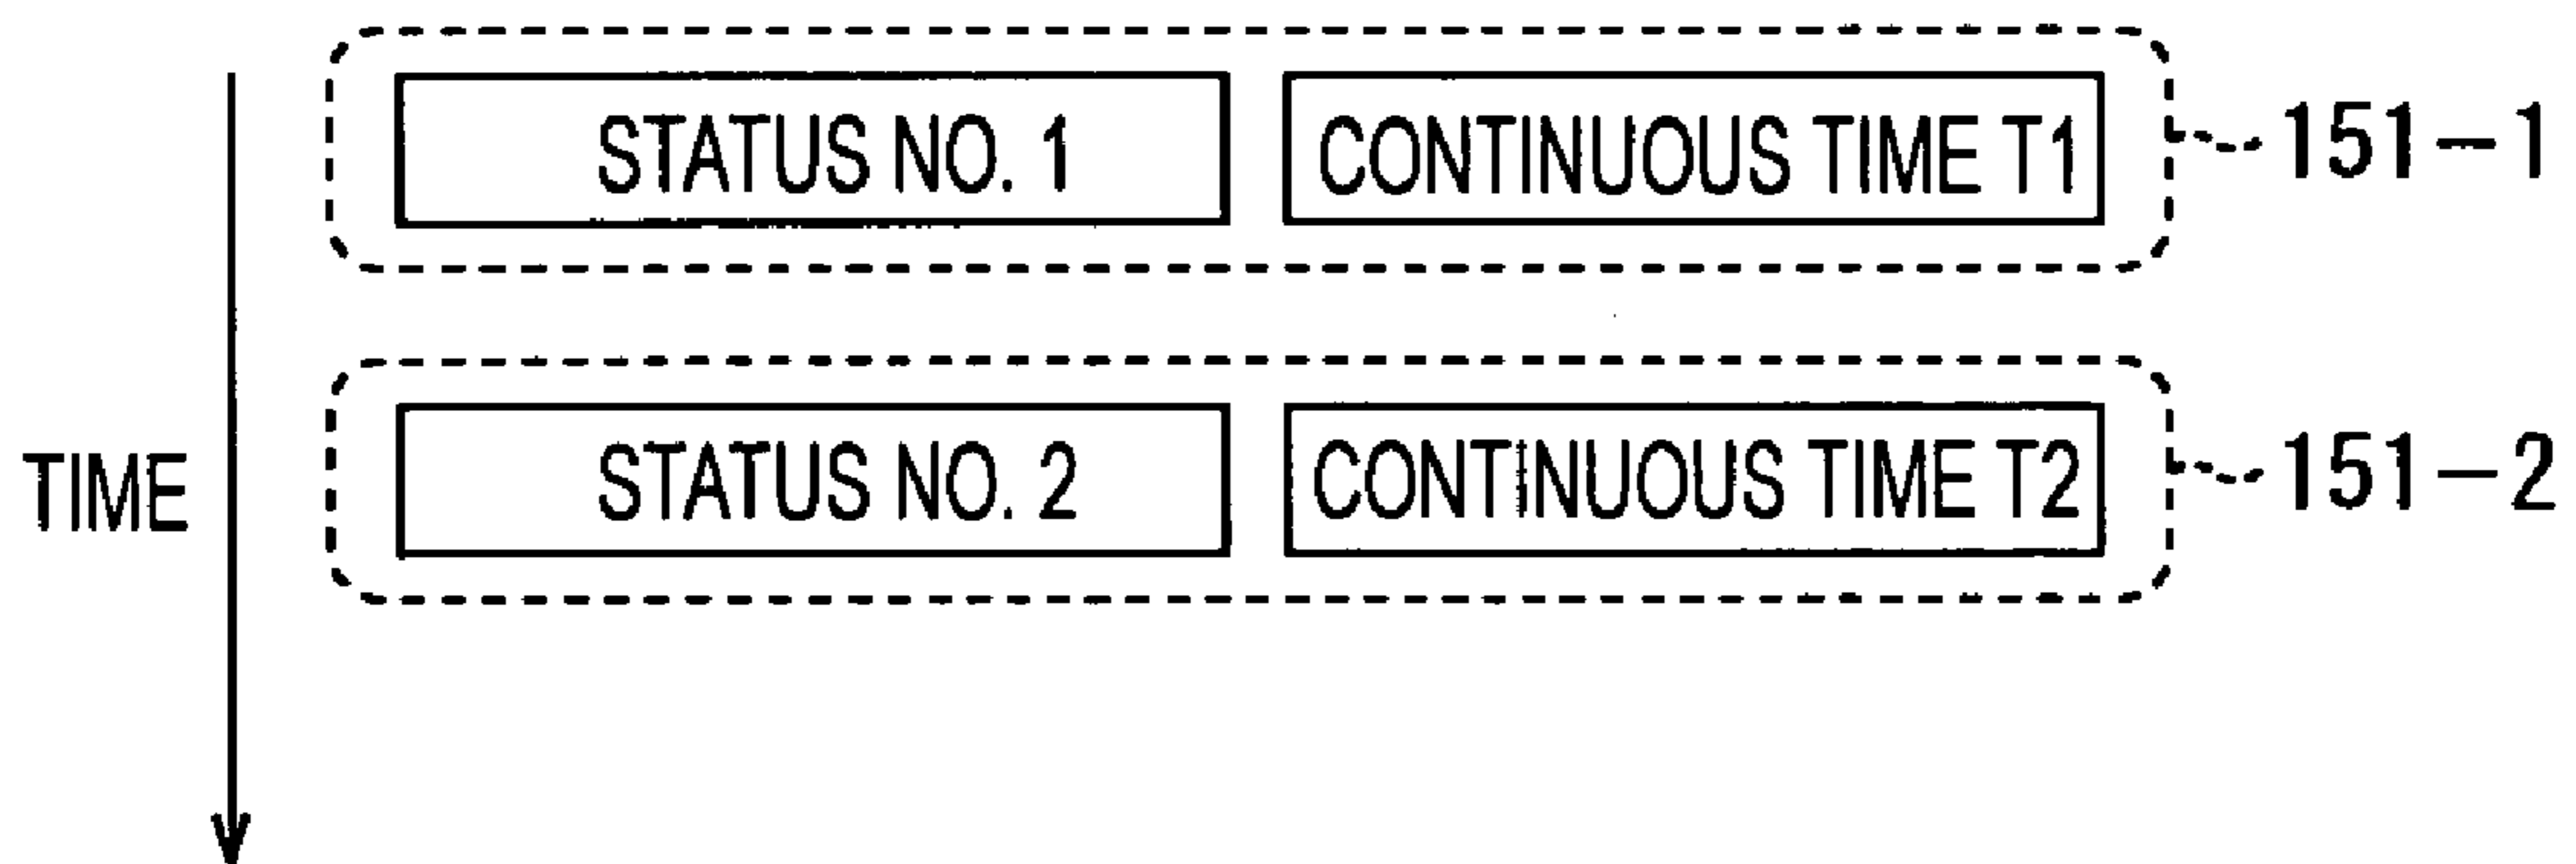 STATUS NO. 1 CONTINUOUS TIME T1 151-1
STATUS NO. 2 CONTINUOUS TIME T2 151-2
TIME